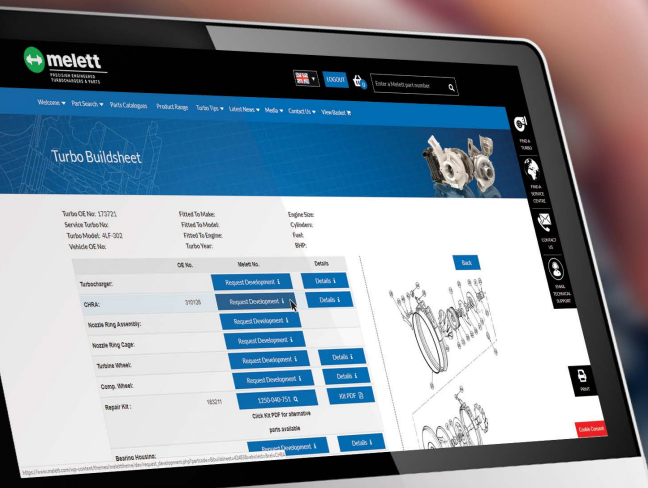 melett
PRECISION ENGINEERED
TURBOCHARGERS & PARTS
LOGOUT
0
Enter a Melett part number
Welcome
Part Search
Parts Catalogues
Product Range
Turbo Tips
Latest News
Media
Contact Us
View Basket
Turbo Buildsheet
FIND A
TURBO
FIND A
SERVICE
CENTRE
CONTACT
US
EMAIL
TECHNICAL
SUPPORT
PRINT
Cookie Consent
Turbo OE No: 173721
Service Turbo No:
Turbo Model: 4LF-302
Vehicle OE No:
Fitted To Make:
Fitted To Model:
Fitted To Engine:
Turbo Year:
Engine Size:
Cylinders:
Fuel:
BHP:
Back
OE No. Melett No. Details
Turbocharger: Request Development i Details i
CHRA: 310128 Request Development i Details i
Nozzle Ring Assembly: Request Development i
Nozzle Ring Cage: Request Development i
Turbine Wheel: Request Development i Details i
Comp. Wheel: Request Development i Details i
Repair Kit : 183211 1250-040-751 Kit PDF
Click Kit PDF for alternative
parts available
Bearing Housing: Request Development i Details i